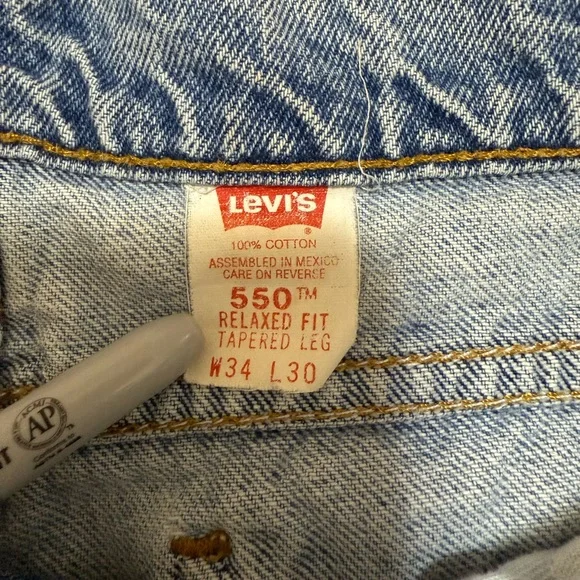 LEVI'S
®
100% COTTON
ASSEMBLED IN MEXICO
CARE ON REVERSE
550™
RELAXED FIT
TAPERED LEG
W34 L30
AP